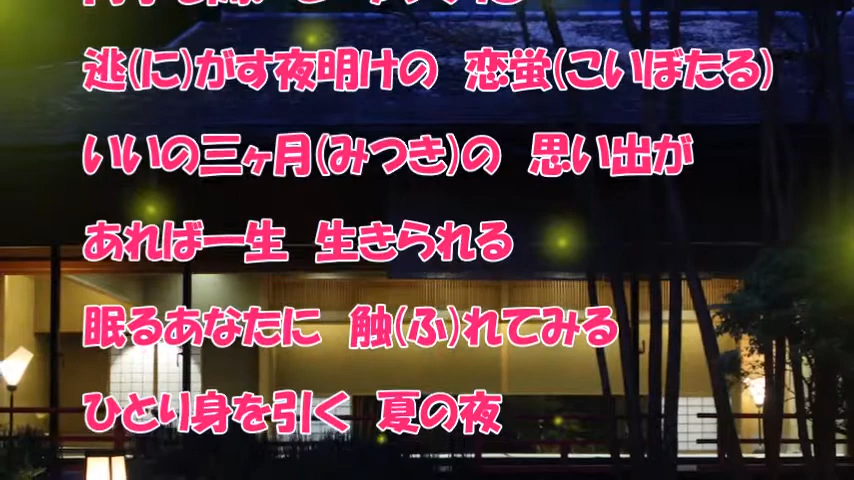 逃(に)がす夜明けの　恋蛍(こいぼたる)
いいの三ヶ月(みつき)の　思い出が
あれば一生　生きられる
眠るあなたに　触(ふ)れてみる
ひとり身を引く　夏の夜